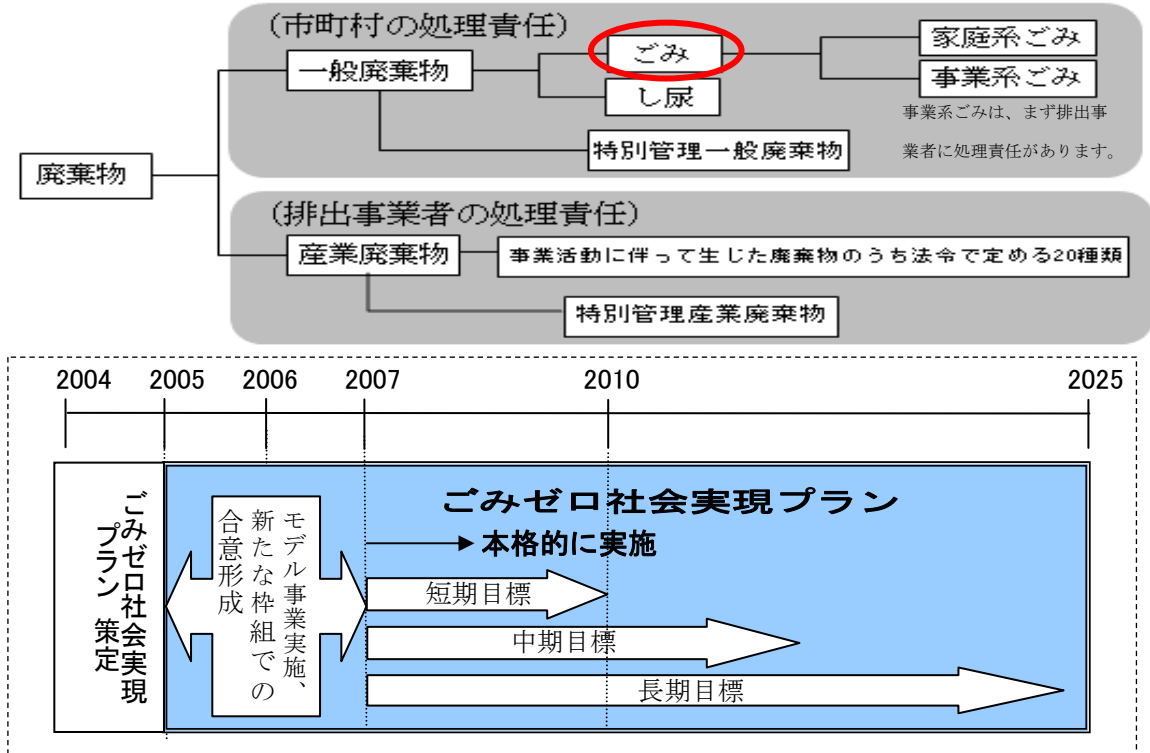 (市町村の処理責任)
一般廃棄物
ごみ
し尿
家庭系ごみ
事業系ごみ
事業系ごみは、まず排出事
業者に処理責任があります。
特別管理一般廃棄物
廃棄物
(排出事業者の処理責任)
産業廃棄物
事業活動に伴って生じた廃棄物のうち法令で定める20種類
特別管理産業廃棄物
2004 2005 2006 2007 2010 2025
ごみゼロ社会実現
プラン 策定
モデル事業実施、
新たな枠組での
合意形成
ごみゼロ社会実現プラン
本格的に実施
短期目標
中期目標
長期目標